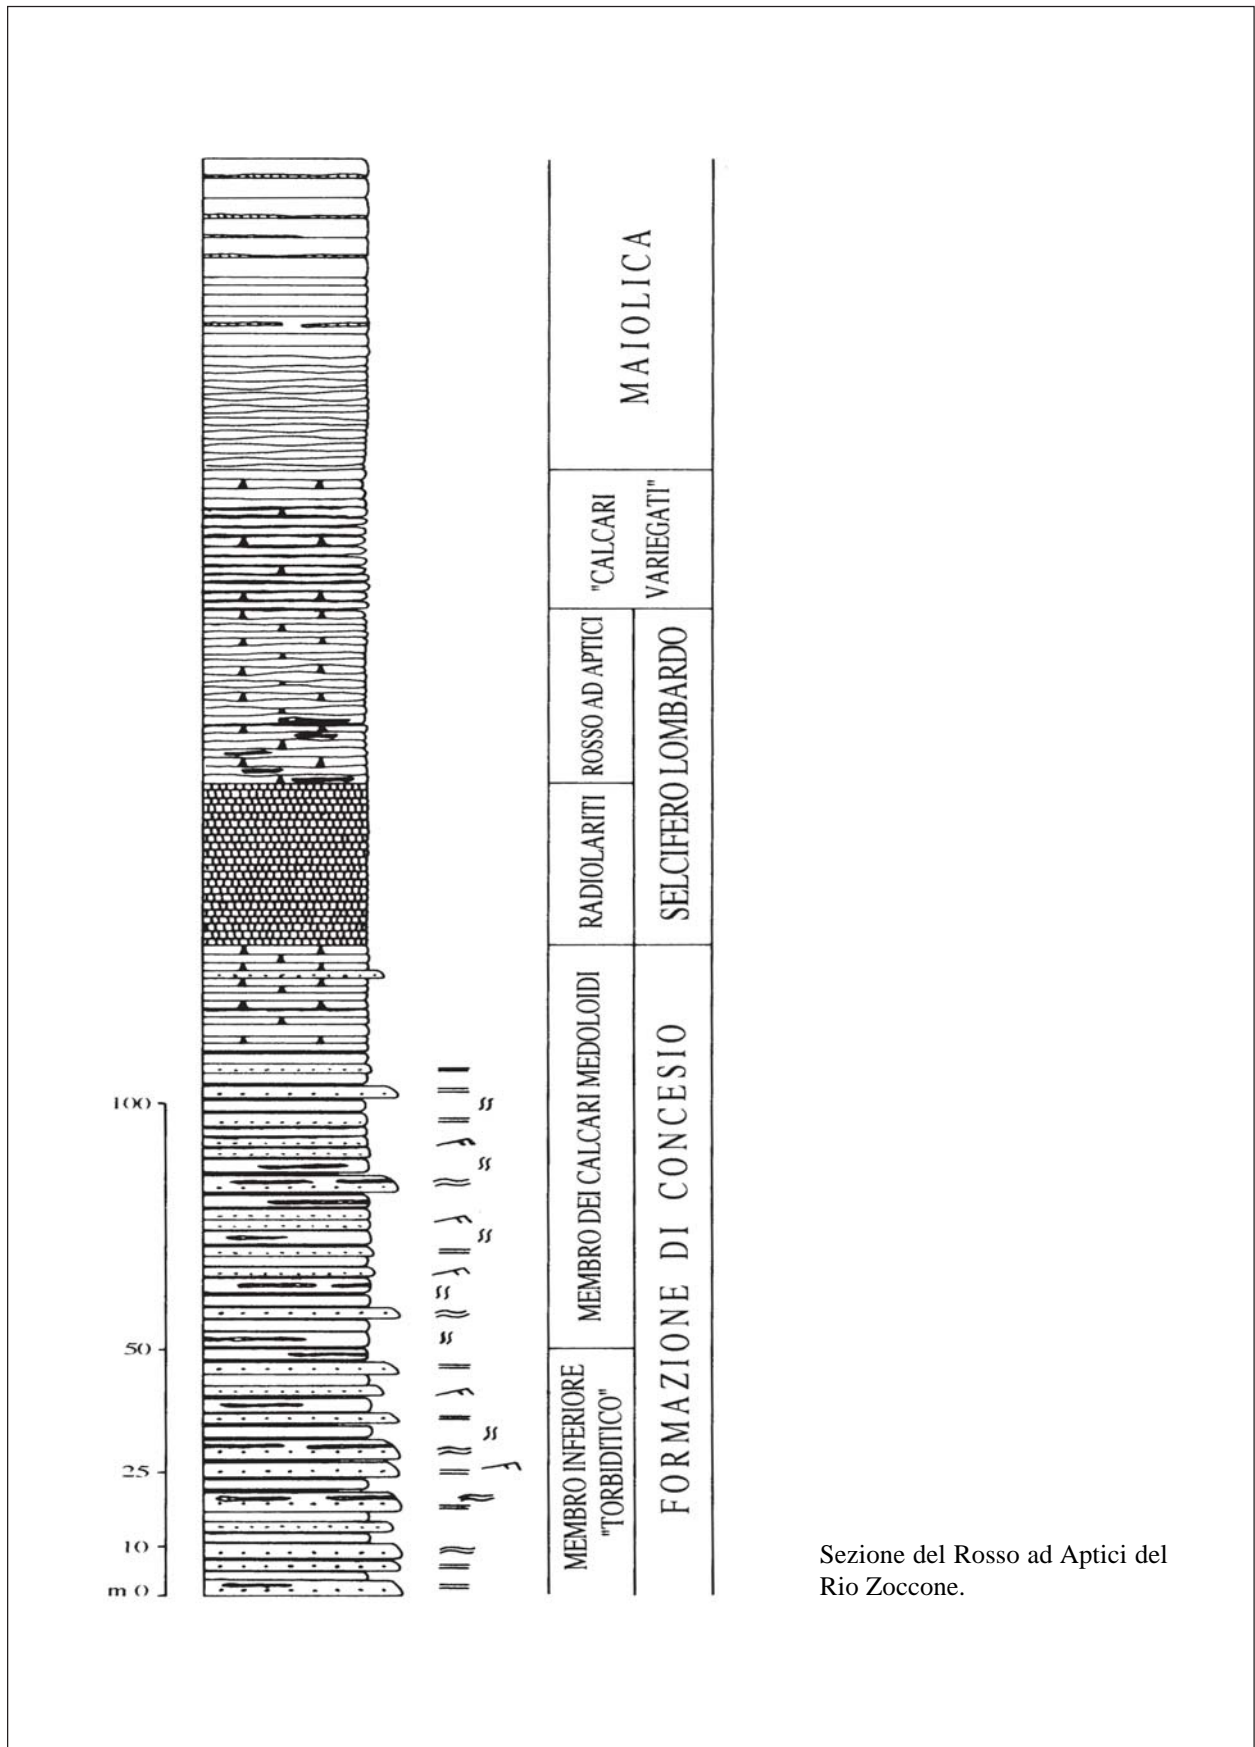 MAIOLICA
"CALCARI
VARIEGATI"
ROSSO AD APTICI
RADIOLARITI
SELCIFERO LOMBARDO
MEMBRO DEI CALCARI MEDOLOIDI
MEMBRO INFERIORE
"TORBIDITICO"
FORMAZIONE DI CONCESIO
100
50
25
10
m 0
Sezione del Rosso ad Aptici del
Rio Zoccone.